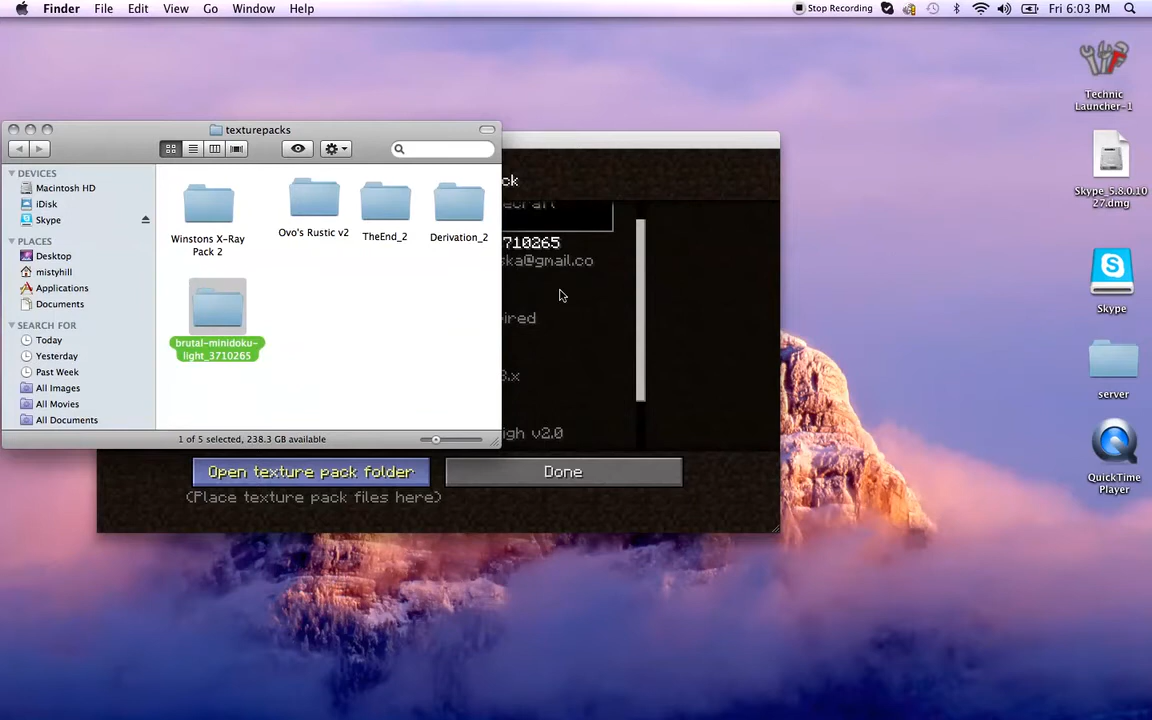 Finder File Edit View Go Window Help
Stop Recording Fri 6:03 PM
texturepacks
DEVICES
Macintosh HD
iDisk
Skype
PLACES
Desktop
mistyhill
Applications
Documents
SEARCH FOR
Today
Yesterday
Past Week
All Images
All Movies
All Documents
Winstons X-Ray
Pack 2
Ovo's Rustic v2
TheEnd_2
Derivation_2
brutal-minidoku-
light_3710265
1 of 5 selected, 238.3 GB available
ck
ecraft
710265
ska@gmail.co
ired
3.x
igh v2.0
Open texture pack folder
Done
(Place texture pack files here)
Technic
Launcher-1
Skype_5.8.0.10
27.dmg
Skype
server
QuickTime
Player